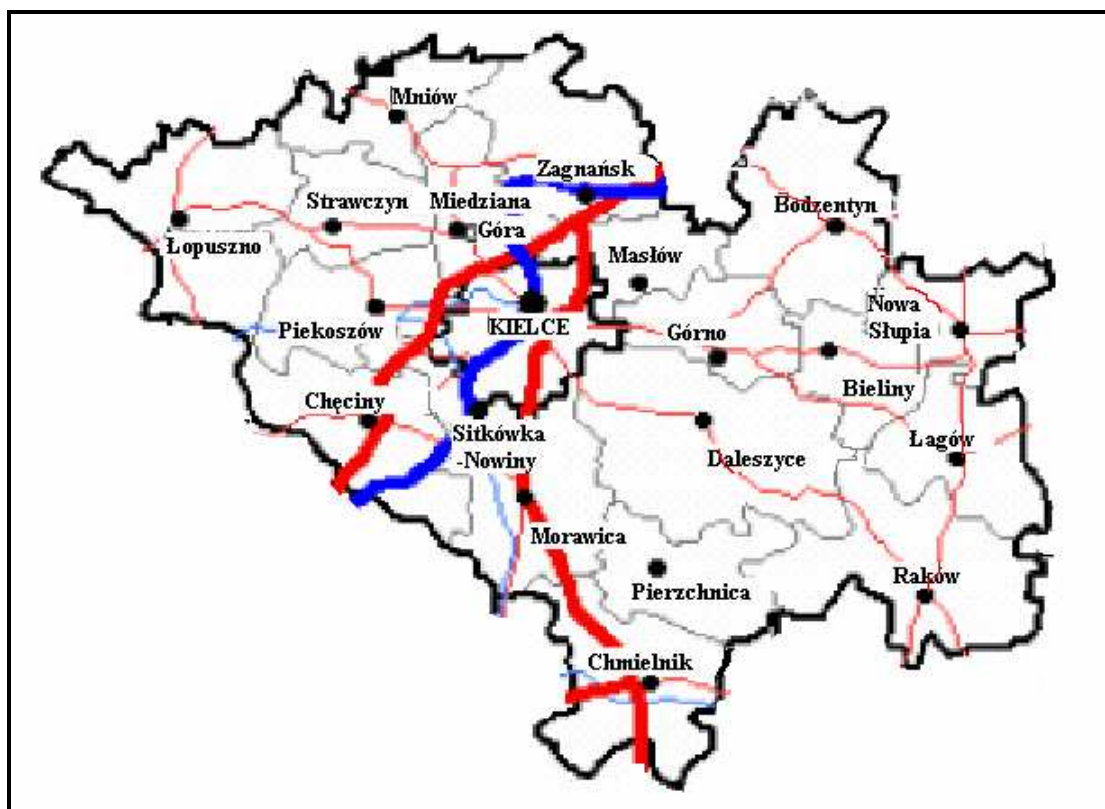 Mniów
Zagnańsk
Strawczyn
Miedziana
Góra
Bodzentyn
Łopuszno
Masłów
Nowa
Słupia
Piekoszów
KIELCE
Górno
Bieliny
Chęciny
Sitkówka
-Nowiny
Łagów
Daleszyce
Morawica
Raków
Pierzchnica
Chmielnik